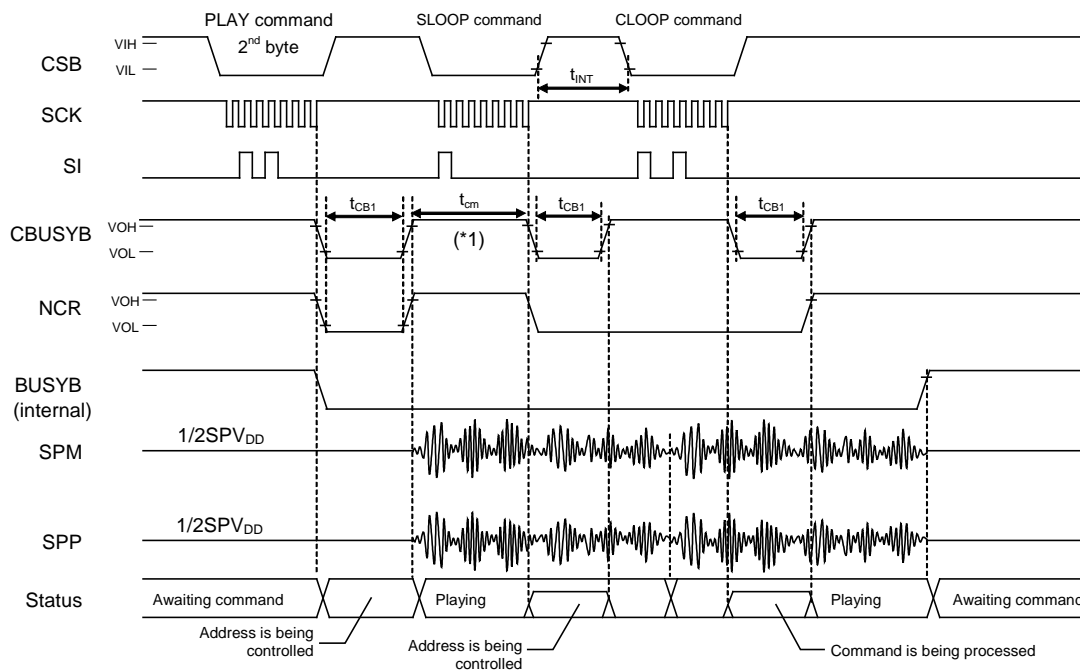 PLAY command
2nd byte
SLOOP command
CLOOP command
CSB
VIH
VIL
tINT
SCK
SI
tCB1
tcm
tCB1
tCB1
CBUSYB
VOH
VOL
(*1)
NCR
VOH
VOL
BUSYB
(internal)
1/2SPVDD
SPM
1/2SPVDD
SPP
Status
Awaiting command
Playing
Playing
Awaiting command
Address is being
controlled
Address is being
controlled
Command is being processed